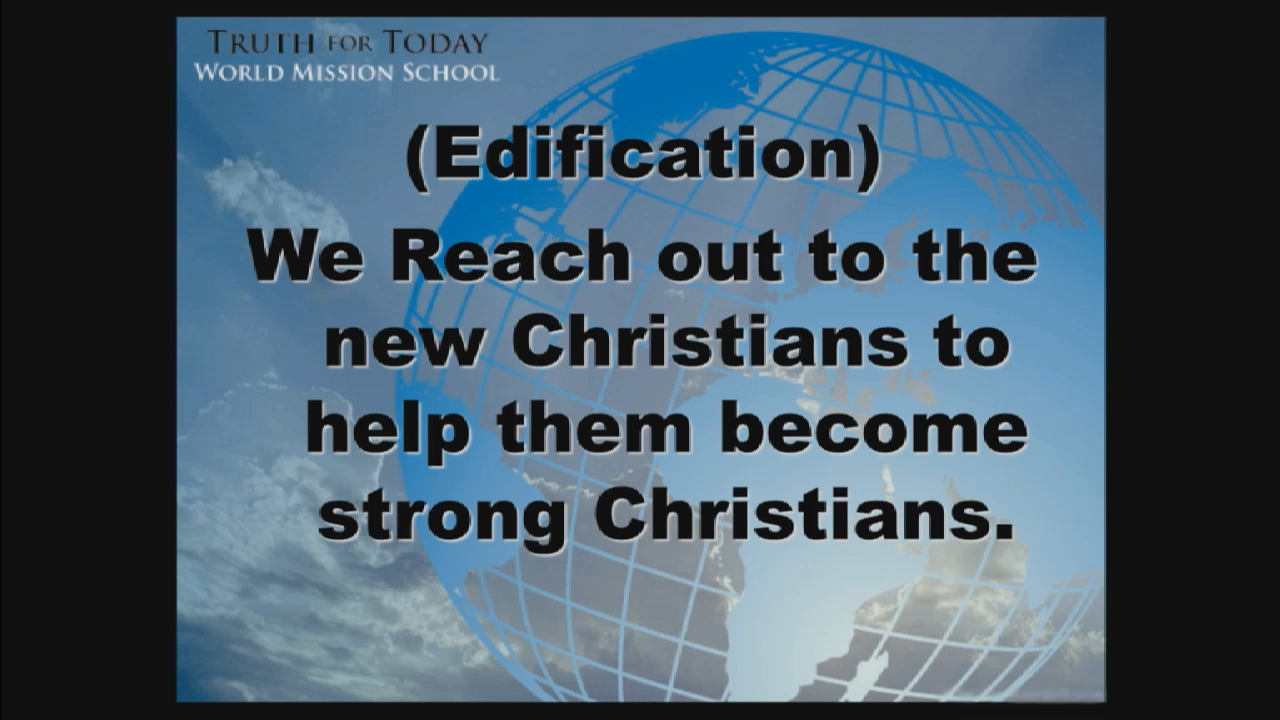 TRUTH FOR TODAY
WORLD MISSION SCHOOL
(Edification)
We Reach out to the
new Christians to
help them become
strong Christians.